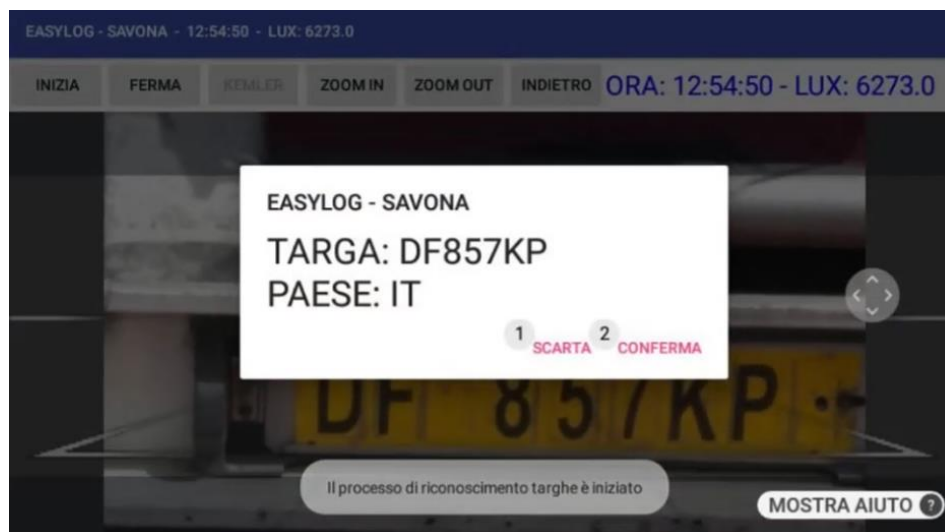 EASYLOG - SAVONA - 12:54:50 - LUX: 6273.0
INIZIA FERMA KEMLER ZOOM IN ZOOM OUT INDIETRO ORA: 12:54:50 - LUX: 6273.0
EASYLOG - SAVONA
TARGA: DF857KP
PAESE: IT
1 SCARTA 2 CONFERMA
DF 857KP
Il processo di riconoscimento targhe è iniziato
MOSTRA AIUTO ?